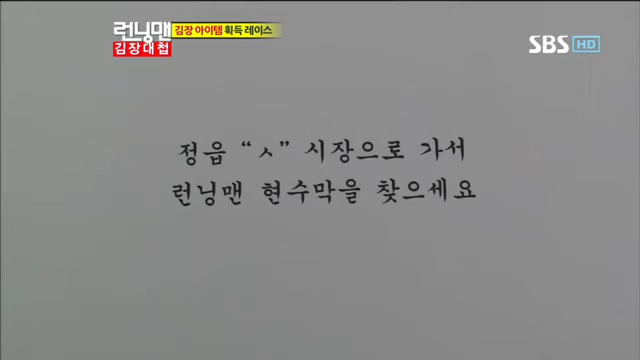 런닝맨
김장대첩
김장 아이템 획득 레이스
SBS HD
정읍 “ㅅ” 시장으로 가서
런닝맨 현수막을 찾으세요